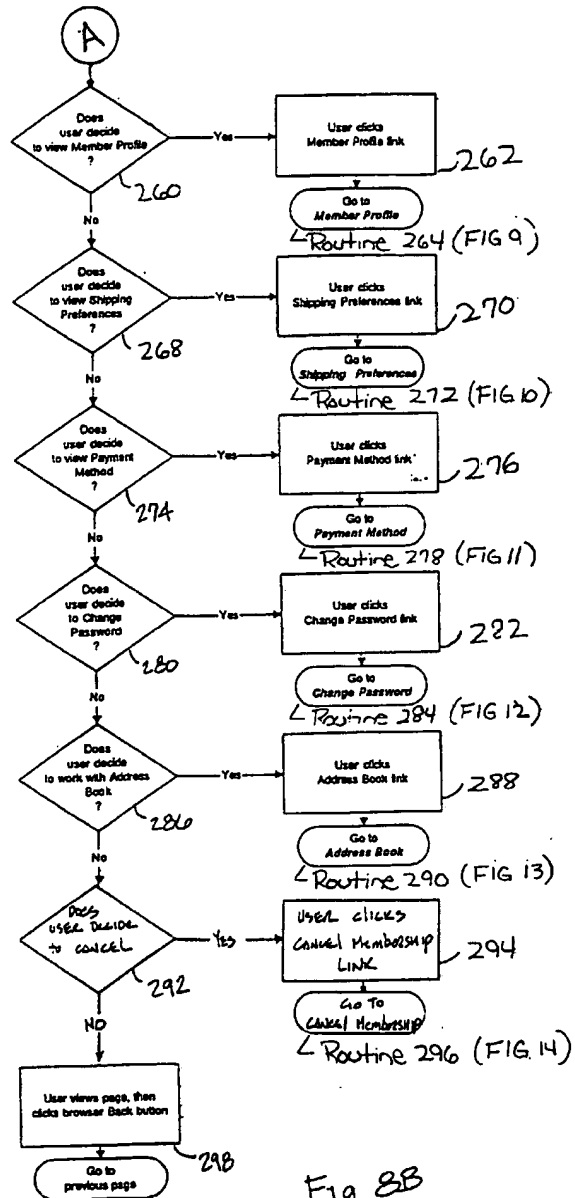 A
Does
user decide
to view Member Profile
?
260
Yes
User clicks
Member Profile link
262
Go to
Member Profile
Routine 264 (FIG 9)
No
Does
user decide
to view Shipping
Preferences
?
268
Yes
User clicks
Shipping Preferences link
270
Go to
Shipping Preferences
Routine 272 (FIG 10)
No
Does
user decide
to view Payment
Method
?
274
Yes
User clicks
Payment Method link
276
Go to
Payment Method
Routine 278 (FIG 11)
No
Does
user decide
to Change
Password
?
280
Yes
User clicks
Change Password link
282
Go to
Change Password
Routine 284 (FIG 12)
No
Does
user decide
to work with Address
Book
?
286
Yes
User clicks
Address Book link
288
Go to
Address Book
Routine 290 (FIG 13)
No
DOES
USER DECIDE
to CANCEL
292
YES
USER clicks
CANCEL MEMBERSHIP
LINK
294
GO TO
CANCEL MEMBERSHIP
Routine 296 (FIG. 14)
NO
User views page, then
clicks browser Back button
298
Go to
previous page
Fig 8B